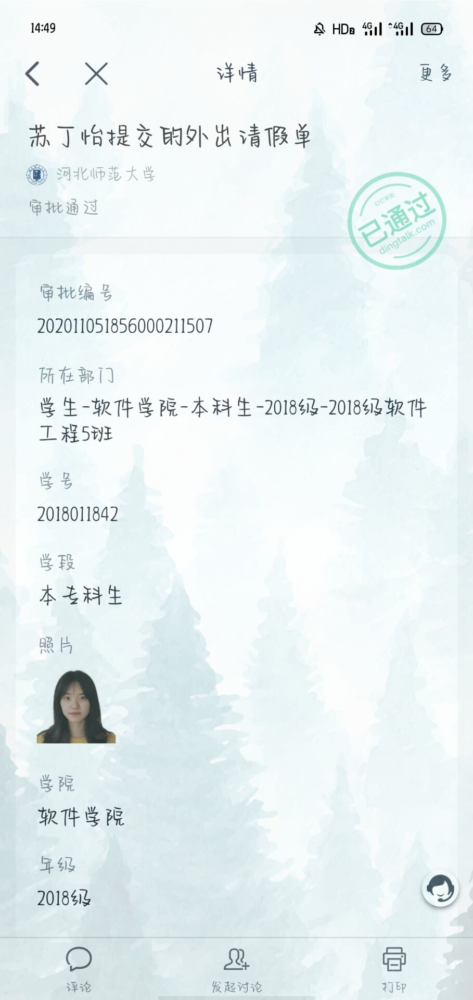 14:49
HD2 4G 4G 64
详情
更多
苏丁怡提交的外出请假单
河北师范大学
审批通过
钉钉审批
已通过
dingtalk.com
审批编号
202011051856000211507
所在部门
学生-软件学院-本科生-2018级-2018级软件
工程5班
学号
2018011842
学段
本专科生
照片
学院
软件学院
年级
2018级
评论
发起讨论
打印